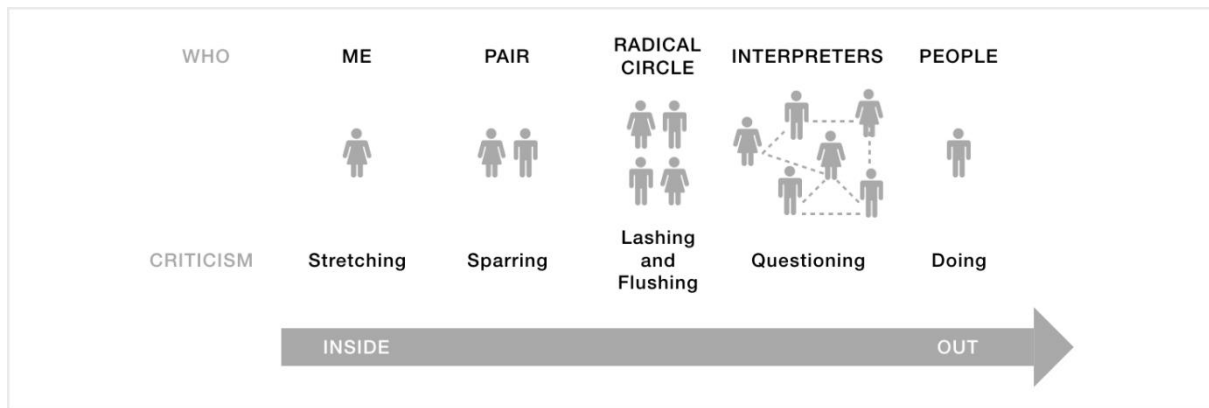 WHO
ME
PAIR
RADICAL
CIRCLE
INTERPRETERS
PEOPLE
CRITICISM
Stretching
Sparring
Lashing
and
Flushing
Questioning
Doing
INSIDE
OUT